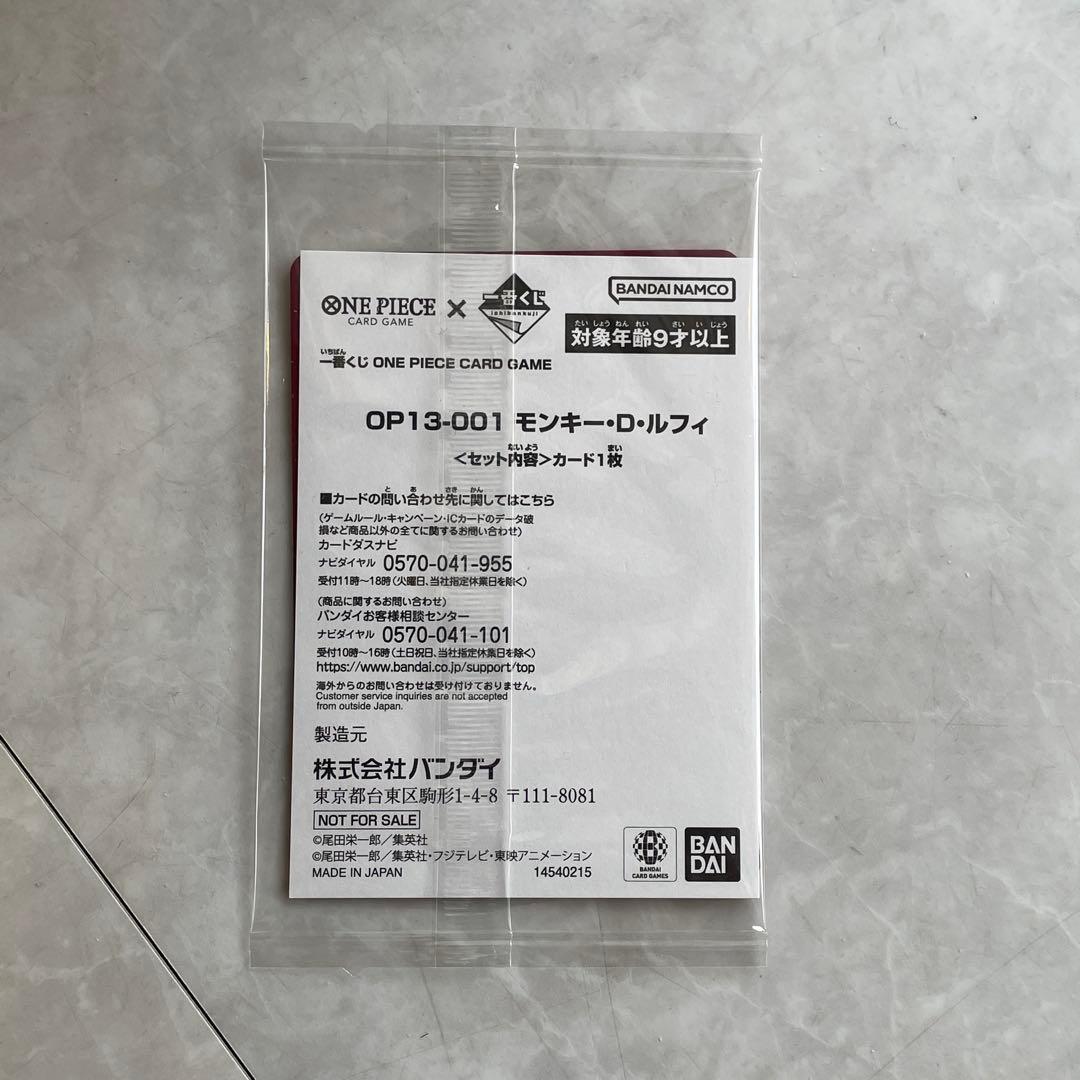 ONE PIECE
CARD GAME
×
一番くじ
ichibankuji
BANDAI NAMCO
たいしょうねんれい さい いじょう
対象年齢9才以上
いちばん
一番くじ ONE PIECE CARD GAME
OP13-001 モンキー・D・ルフィ
ないよう まい
<セット内容>カード1枚
と あ さき かん
■カードの問い合わせ先に関してはこちら
(ゲームルール・キャンペーン・ICカードのデータ破
損など商品以外の全てに関するお問い合わせ)
カードダスナビ
ナビダイヤル 0570-041-955
受付11時〜18時(火曜日、当社指定休業日を除く)
(商品に関するお問い合わせ)
バンダイお客様相談センター
ナビダイヤル 0570-041-101
受付10時〜16時(土日祝日、当社指定休業日を除く)
https://www.bandai.co.jp/support/top
海外からのお問い合わせは受け付けておりません。
Customer service inquiries are not accepted
from outside Japan.
製造元
株式会社バンダイ
東京都台東区駒形1-4-8 〒111-8081
NOT FOR SALE
©尾田栄一郎/集英社
©尾田栄一郎/集英社・フジテレビ・東映アニメーション
MADE IN JAPAN 14540215
BANDAI
CARD GAMES
BAN
DAI